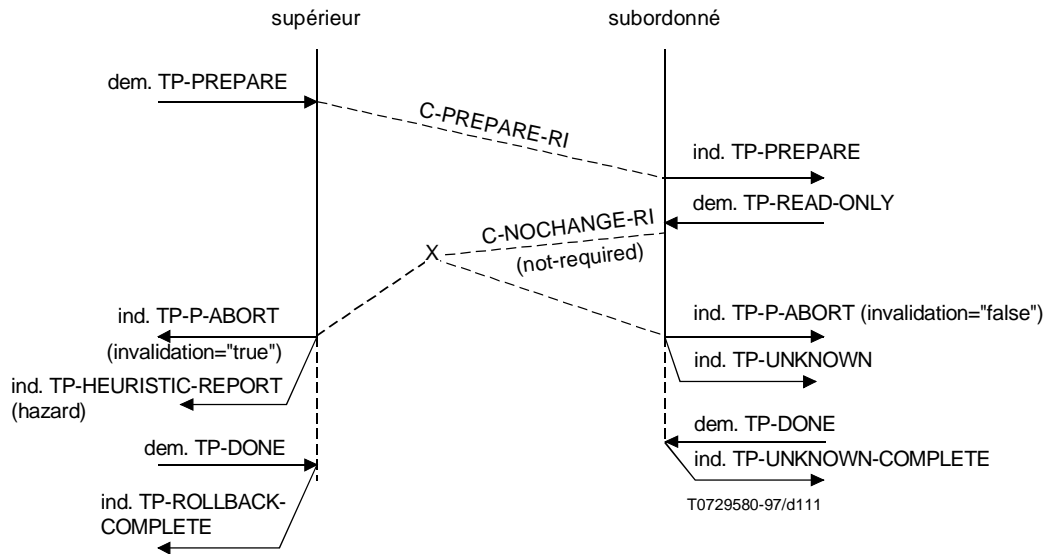 supérieur
subordonné
dem. TP-PREPARE
C-PREPARE-RI
ind. TP-PREPARE
dem. TP-READ-ONLY
C-NOCHANGE-RI
(not-required)
X
ind. TP-P-ABORT
(invalidation="true")
ind. TP-P-ABORT (invalidation="false")
ind. TP-UNKNOWN
ind. TP-HEURISTIC-REPORT
(hazard)
dem. TP-DONE
dem. TP-DONE
ind. TP-UNKNOWN-COMPLETE
ind. TP-ROLLBACK-
COMPLETE
T0729580-97/d111